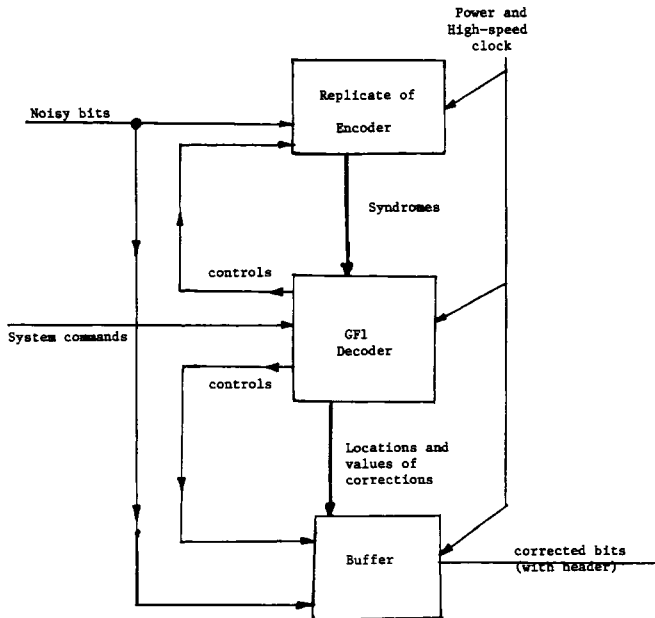 Power and
High-speed
clock
Replicate of
Encoder
Noisy bits
Syndromes
controls
System commands
GF1
Decoder
controls
Locations and
values of
corrections
Buffer
corrected bits
(with header)